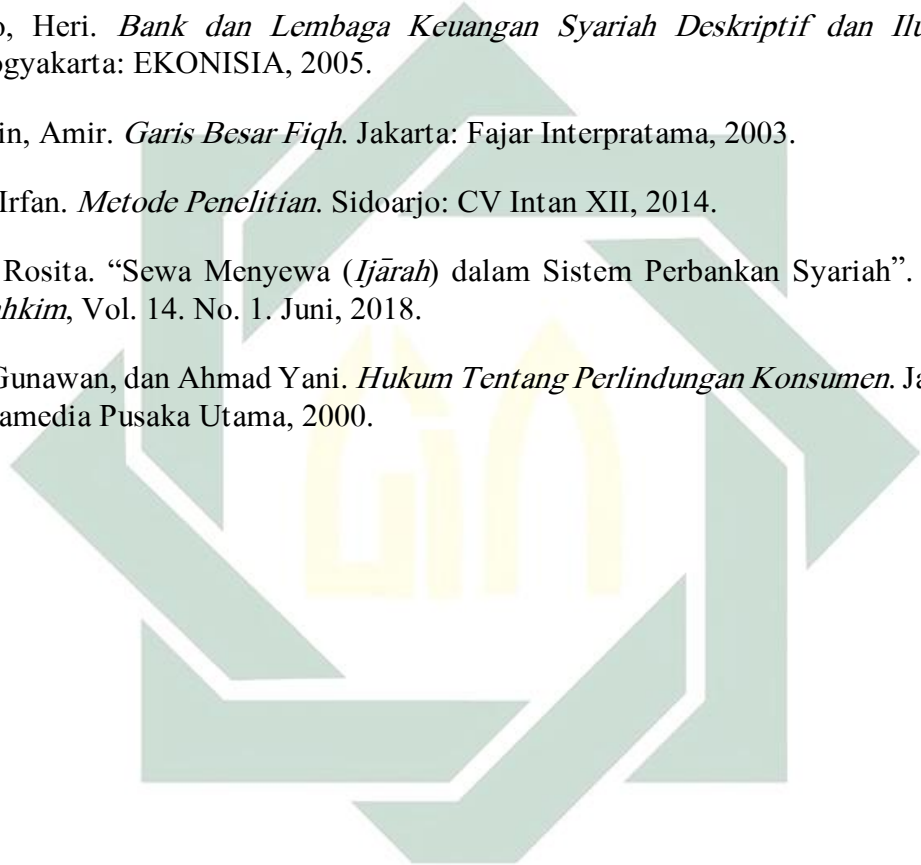 o, Heri. Bank dan Lembaga Keuangan Syariah Deskriptif dan Ilu
ogyakarta: EKONISIA, 2005.
in, Amir. Garis Besar Fiqh. Jakarta: Fajar Interpratama, 2003.
Irfan. Metode Penelitian. Sidoarjo: CV Intan XII, 2014.
Rosita. “Sewa Menyewa (Ijārah) dalam Sistem Perbankan Syariah”.
ahkim, Vol. 14. No. 1. Juni, 2018.
Gunawan, dan Ahmad Yani. Hukum Tentang Perlindungan Konsumen. Ja
amedia Pusaka Utama, 2000.